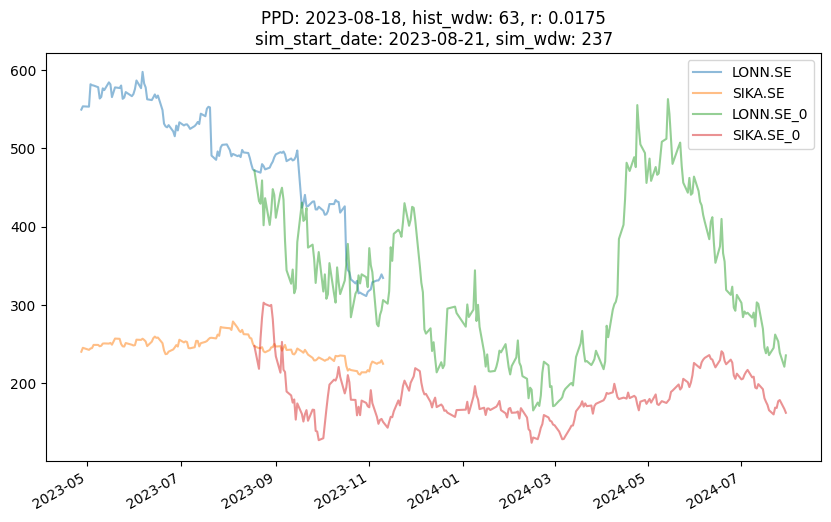 PPD: 2023-08-18, hist_wdw: 63, r: 0.0175
sim_start_date: 2023-08-21, sim_wdw: 237
LONN.SE
SIKA.SE
LONN.SE_0
SIKA.SE_0
600
500
400
300
200
2023-05
2023-07
2023-09
2023-11
2024-01
2024-03
2024-05
2024-07